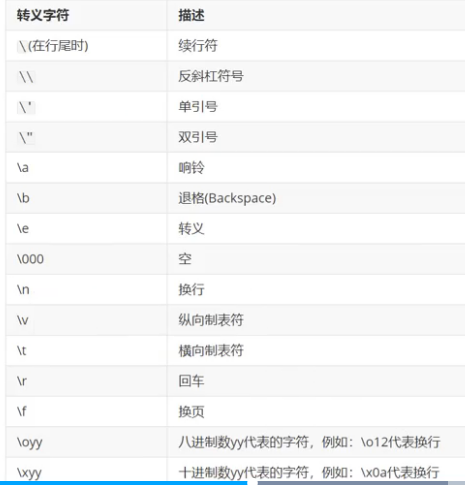 转义字符 描述
\(在行尾时) 续行符
\\ 反斜杠符号
\' 单引号
\" 双引号
\a 响铃
\b 退格(Backspace)
\e 转义
\000 空
\n 换行
\v 纵向制表符
\t 横向制表符
\r 回车
\f 换页
\oyy 八进制数yy代表的字符，例如：\o12代表换行
\xyy 十进制数yy代表的字符，例如：\x0a代表换行